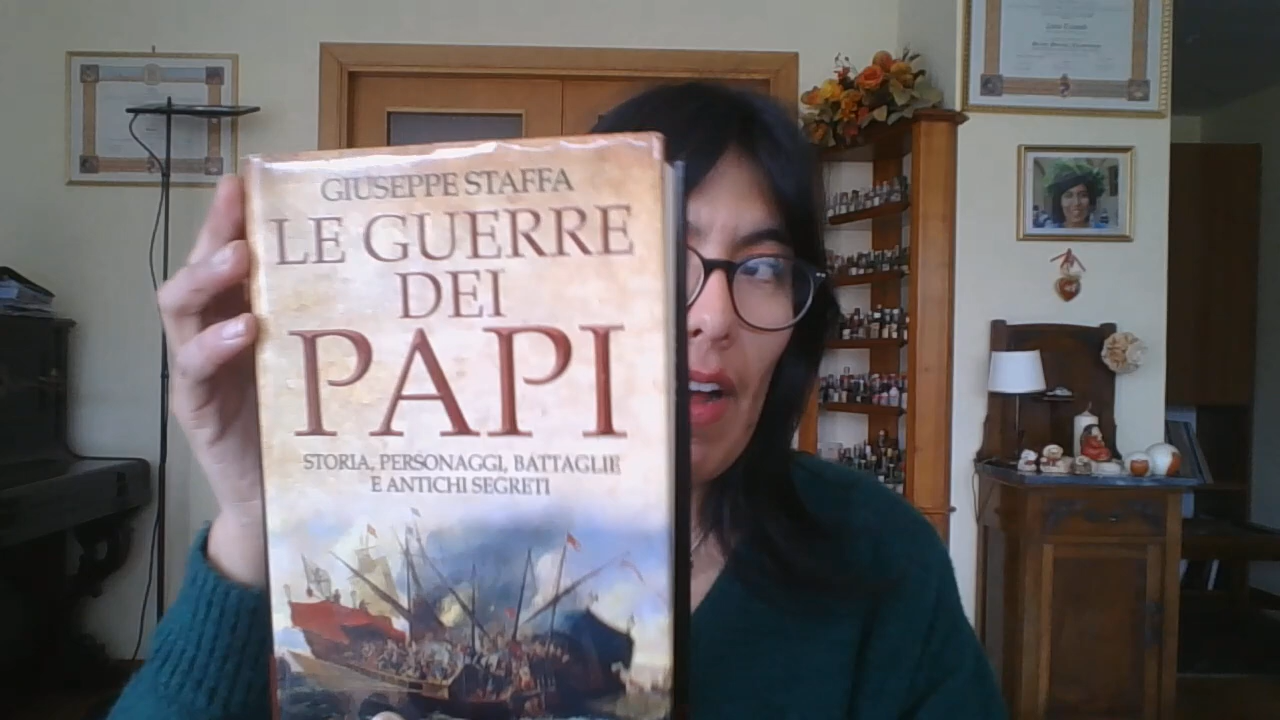 GIUSEPPE STAFFA
LE GUERRE
DEI
PAPI
STORIA, PERSONAGGI, BATTAGLIE
E ANTICHI SEGRETI